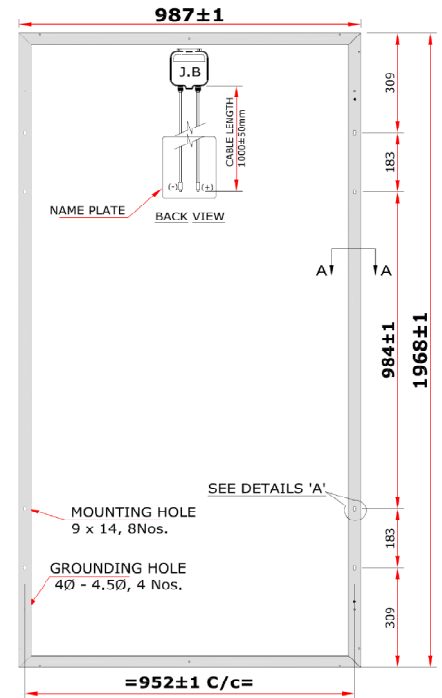 987±1
J.B
309
CABLE LENGTH
1000±50mm
183
(-)
(+)
NAME PLATE
BACK VIEW
A
A
984±1
1968±1
SEE DETAILS 'A'
MOUNTING HOLE
9 x 14, 8Nos.
183
GROUNDING HOLE
4Ø - 4.5Ø, 4 Nos.
309
=952±1 C/c=